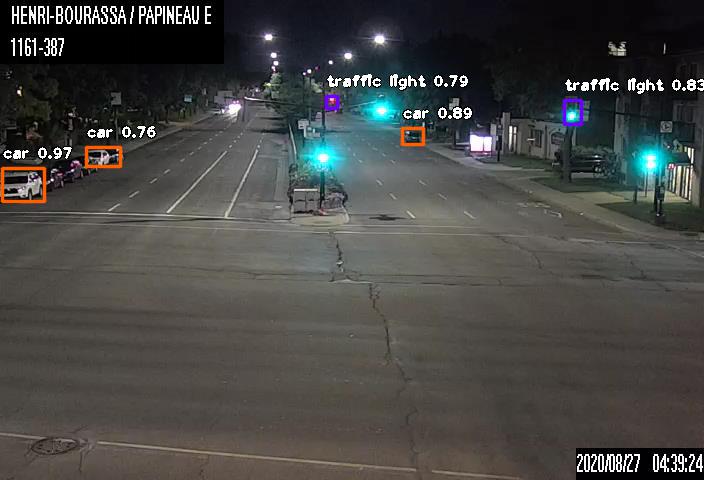 HENRI-BOURASSA / PAPINEAU E
1161-387
traffic light 0.79
traffic light 0.83
car 0.89
car 0.76
car 0.97
2020/08/27 04:39:24